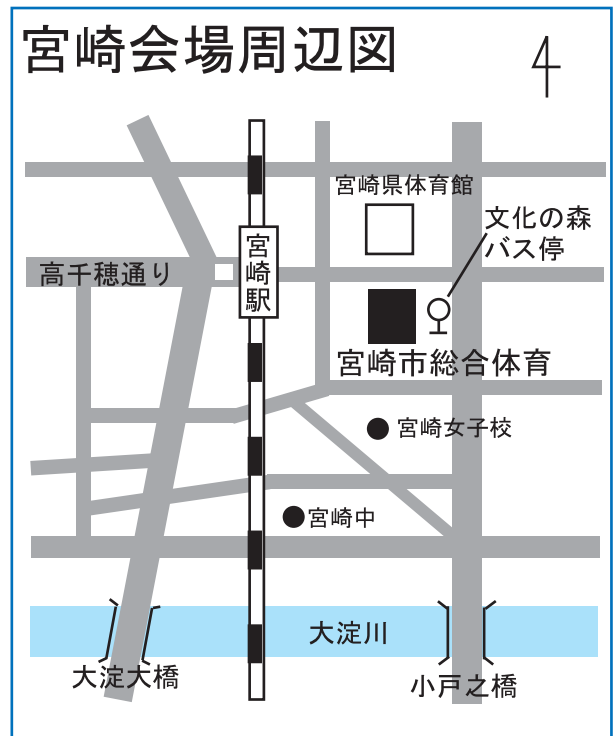 宮崎会場周辺図
宮崎県体育館
文化の森
バス停
高千穂通り
宮崎駅
宮崎市総合体育
宮崎女子校
宮崎中
大淀川
大淀大橋
小戸之橋